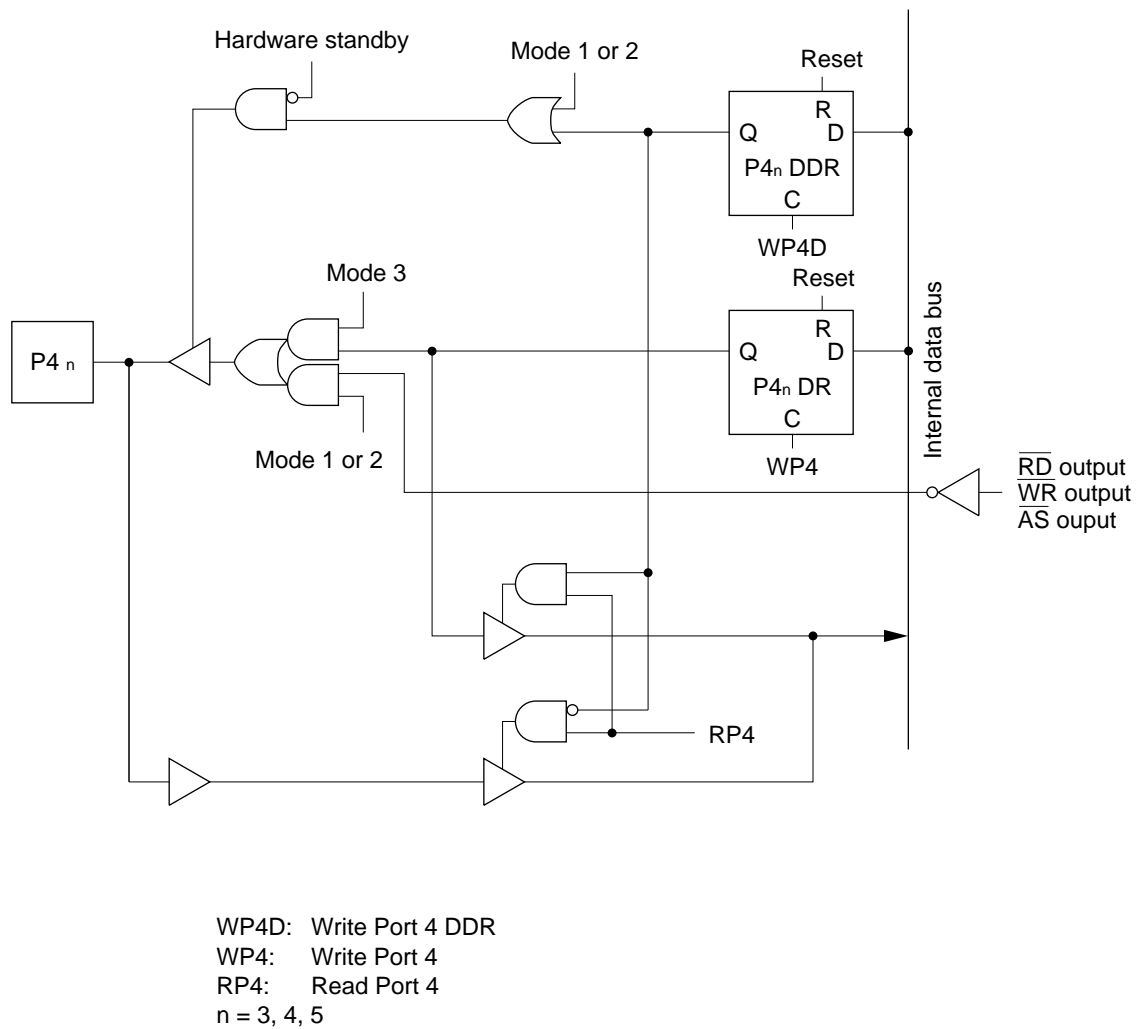 Hardware standby
Mode 1 or 2
Reset
R
Q D
P4n DDR
C
WP4D
Reset
Mode 3
R
Q D
P4 n
P4n DR
C
Internal data bus
Mode 1 or 2
WP4
RD output
WR output
AS ouput
RP4
WP4D: Write Port 4 DDR
WP4: Write Port 4
RP4: Read Port 4
n = 3, 4, 5